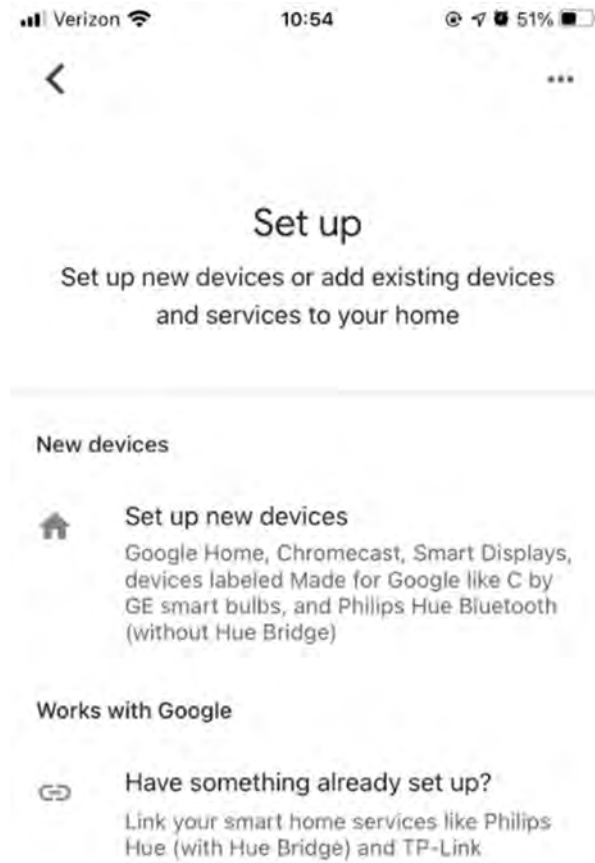 Verizon 10:54 51%
Set up
Set up new devices or add existing devices
and services to your home
New devices
Set up new devices
Google Home, Chromecast, Smart Displays,
devices labeled Made for Google like C by
GE smart bulbs, and Philips Hue Bluetooth
(without Hue Bridge)
Works with Google
Have something already set up?
Link your smart home services like Philips
Hue (with Hue Bridge) and TP-Link